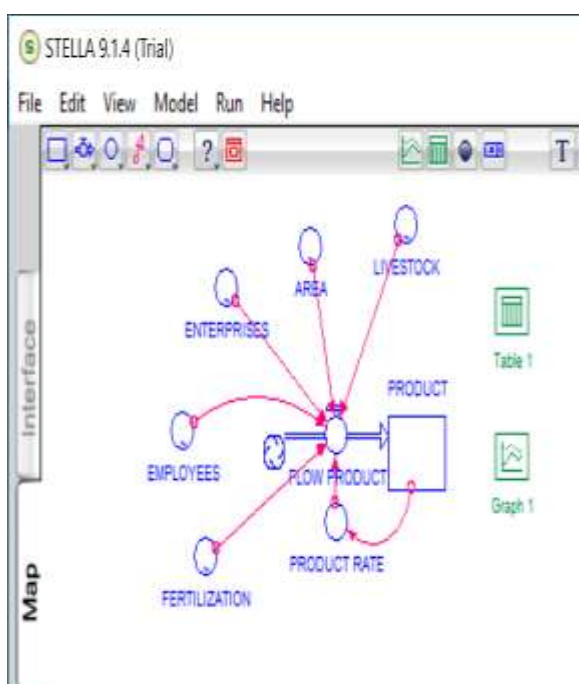 STELLA 9.1.4 (Trial)
File Edit View Model Run Help
T
Interface
Map
LIVESTOCK
AREA
ENTERPRISES
Table 1
PRODUCT
EMPLOYEES
FLOW PRODUCT
Graph 1
PRODUCT RATE
FERTILIZATION